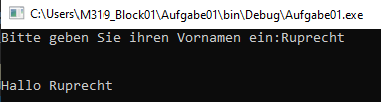 C:\Users\M319_Block01\Aufgabe01\bin\Debug\Aufgabe01.exe
Bitte geben Sie ihren Vornamen ein:Ruprecht
Hallo Ruprecht